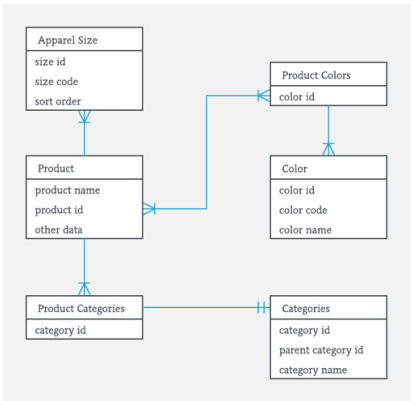 Apparel Size
size id
size code
sort order
Product Colors
color id
Product
product name
product id
other data
Color
color id
color code
color name
Product Categories
category id
Categories
category id
parent category id
category name